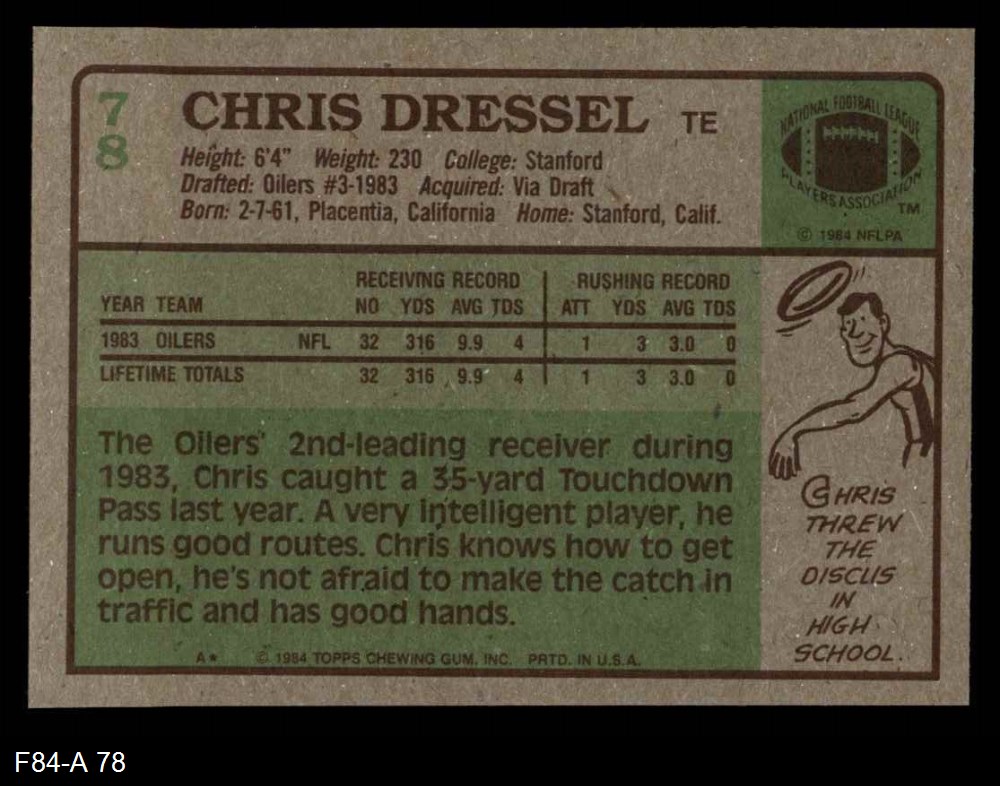 7
8
CHRIS DRESSEL TE
Height: 6'4" Weight: 230 College: Stanford
Drafted: Oilers #3-1983 Acquired: Via Draft
Born: 2-7-61, Placentia, California Home: Stanford, Calif.
NATIONAL FOOTBALL LEAGUE
PLAYERS ASSOCIATION
TM
© 1984 NFLPA
RECEIVING RECORD RUSHING RECORD
YEAR TEAM NO YDS AVG TDS ATT YDS AVG TDS
1983 OILERS NFL 32 316 9.9 4 1 3 3.0 0
LIFETIME TOTALS 32 316 9.9 4 1 3 3.0 0
The Oilers' 2nd-leading receiver during
1983, Chris caught a 35-yard Touchdown
Pass last year. A very intelligent player, he
runs good routes. Chris knows how to get
open, he's not afraid to make the catch in
traffic and has good hands.
A* © 1984 TOPPS CHEWING GUM, INC. PRTD. IN U.S.A.
CHRIS
THREW
THE
DISCUS
IN
HIGH
SCHOOL.
F84-A 78